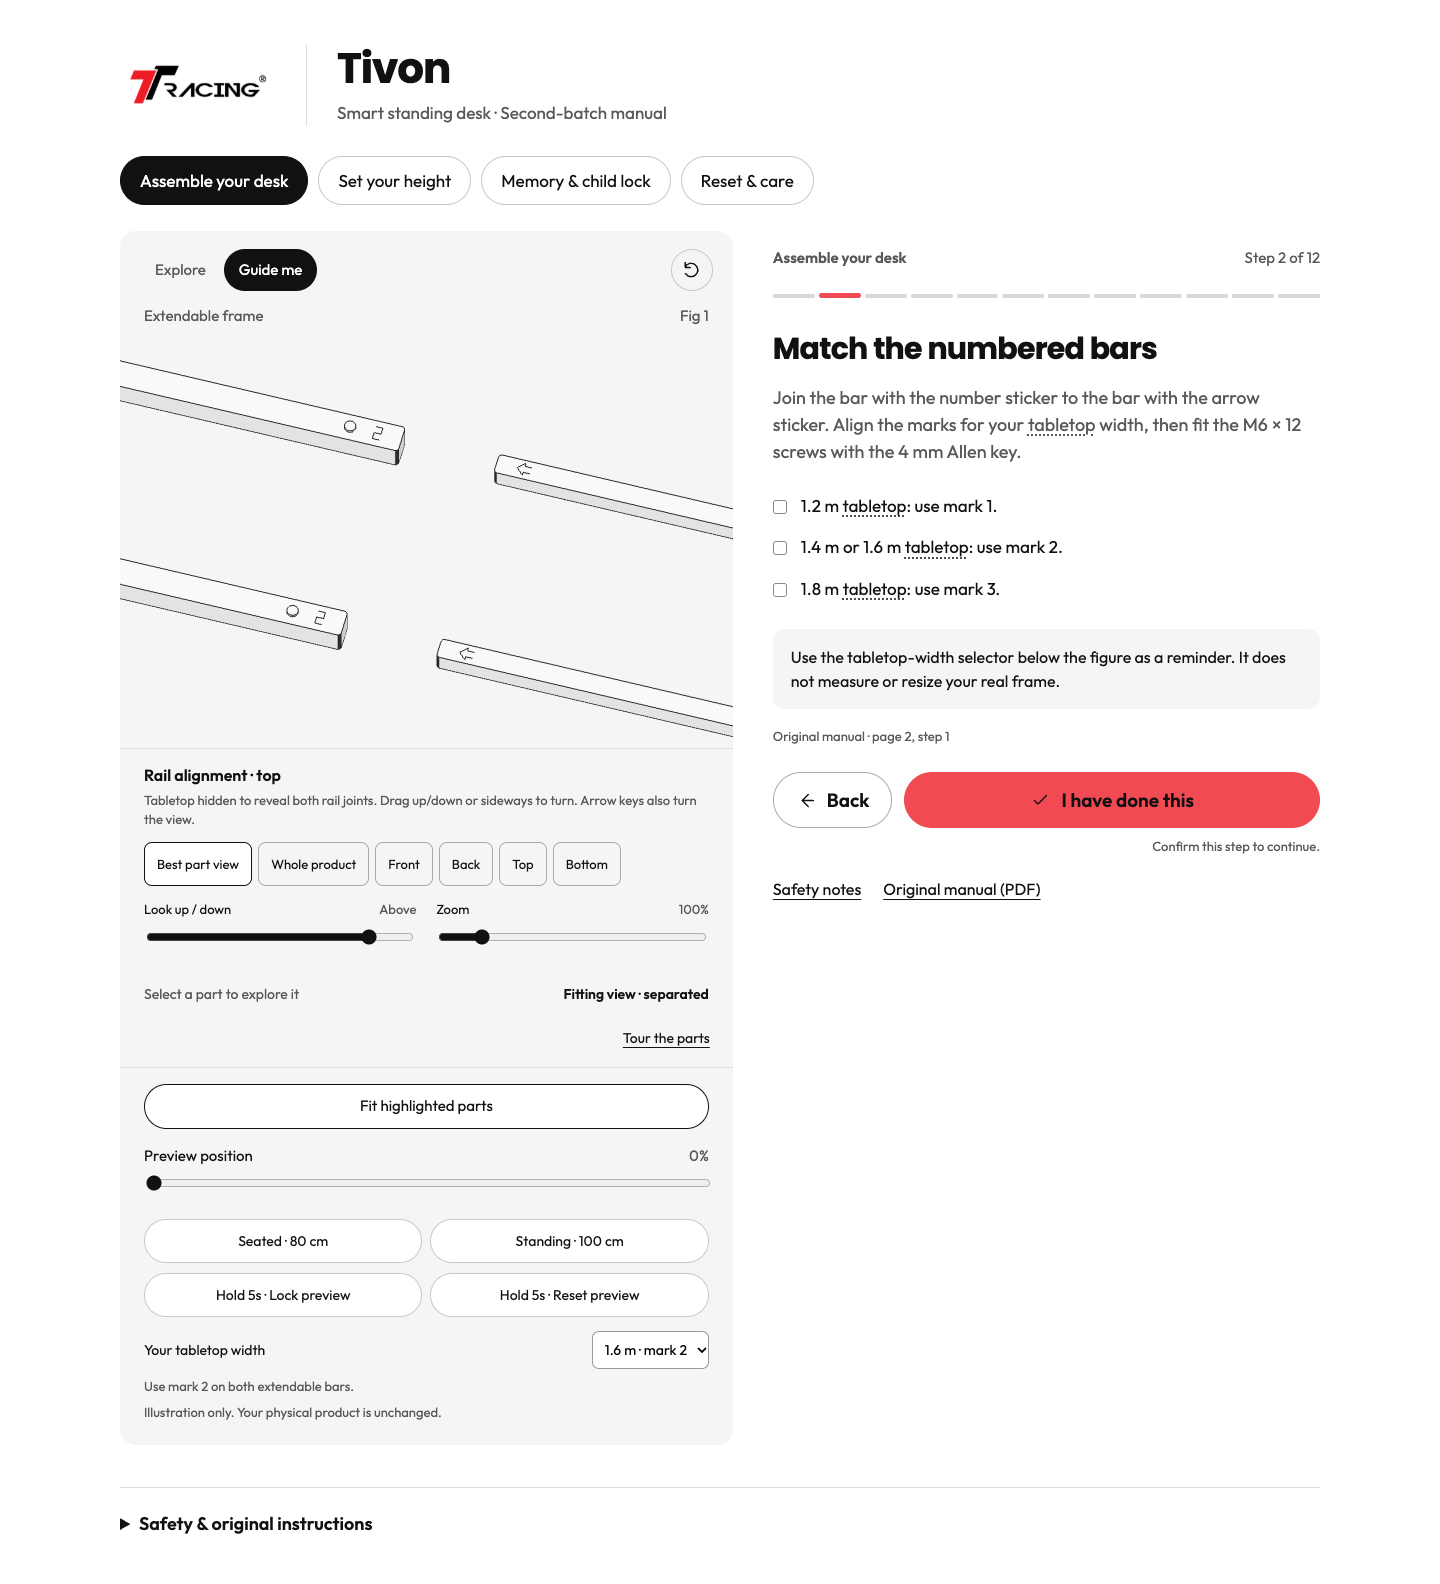 TTRACING®
Tivon
Smart standing desk · Second-batch manual
Assemble your desk
Set your height
Memory & child lock
Reset & care
Explore
Guide me
Extendable frame
Fig 1
2
2
Rail alignment · top
Tabletop hidden to reveal both rail joints. Drag up/down or sideways to turn. Arrow keys also turn
the view.
Best part view
Whole product
Front
Back
Top
Bottom
Look up / down
Above
Zoom
100%
Select a part to explore it
Fitting view · separated
Tour the parts
Fit highlighted parts
Preview position
0%
Seated · 80 cm
Standing · 100 cm
Hold 5s · Lock preview
Hold 5s · Reset preview
Your tabletop width
1.6 m · mark 2
Use mark 2 on both extendable bars.
Illustration only. Your physical product is unchanged.
Assemble your desk
Step 2 of 12
Match the numbered bars
Join the bar with the number sticker to the bar with the arrow
sticker. Align the marks for your tabletop width, then fit the M6 × 12
screws with the 4 mm Allen key.
1.2 m tabletop: use mark 1.
1.4 m or 1.6 m tabletop: use mark 2.
1.8 m tabletop: use mark 3.
Use the tabletop-width selector below the figure as a reminder. It does
not measure or resize your real frame.
Original manual · page 2, step 1
Back
I have done this
Confirm this step to continue.
Safety notes
Original manual (PDF)
Safety & original instructions